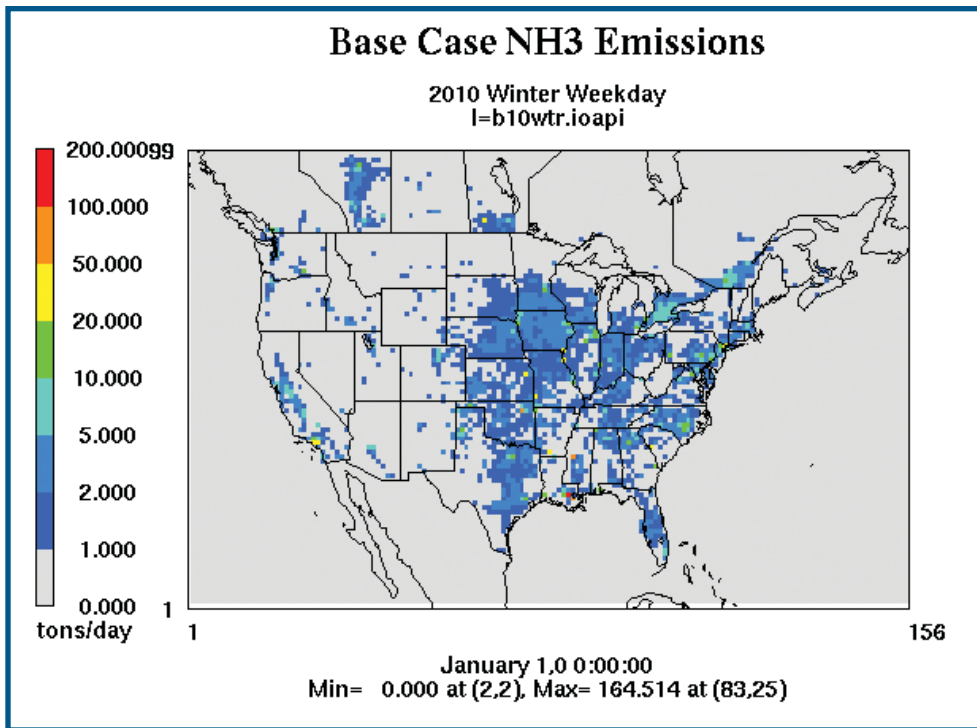 Base Case NH3 Emissions
2010 Winter Weekday
l=b10wtr.ioapi
200.000
100.000
50.000
20.000
10.000
5.000
2.000
1.000
0.000
tons/day
99
1
1
156
January 1,0 0:00:00
Min= 0.000 at (2,2), Max= 164.514 at (83,25)